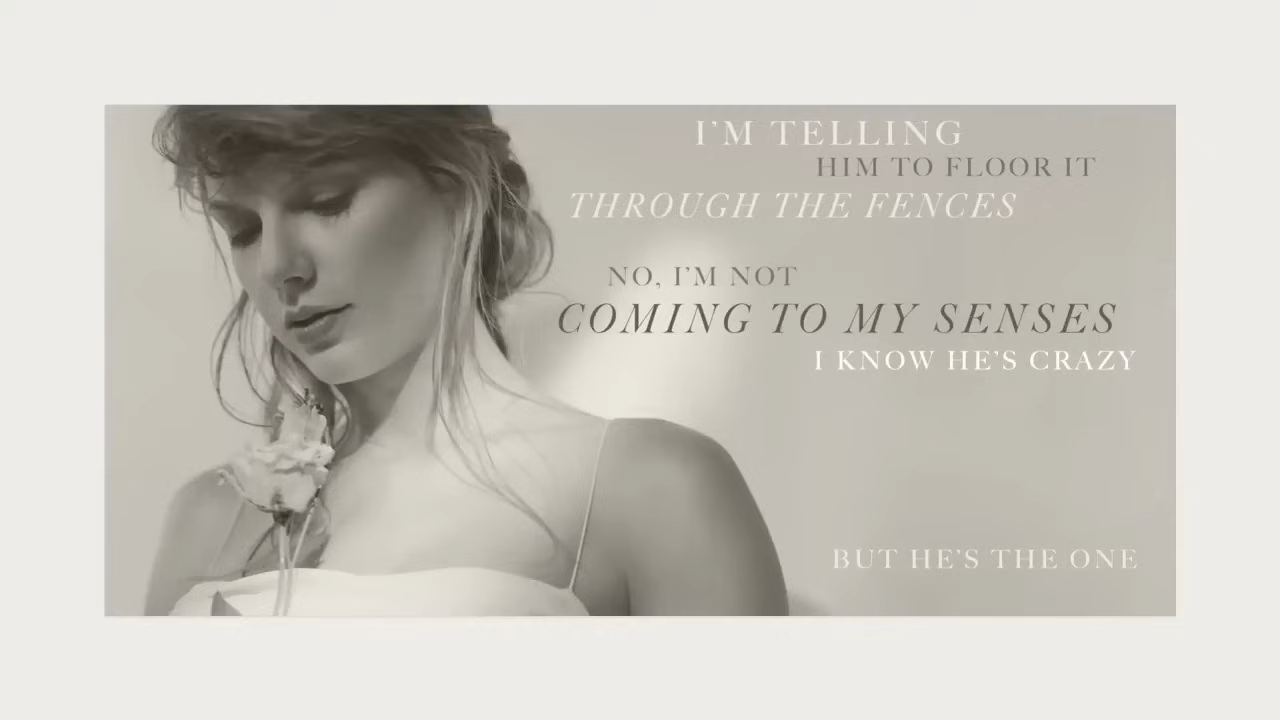 I'M TELLING
HIM TO FLOOR IT
THROUGH THE FENCES
NO, I'M NOT
COMING TO MY SENSES
I KNOW HE'S CRAZY
BUT HE'S THE ONE